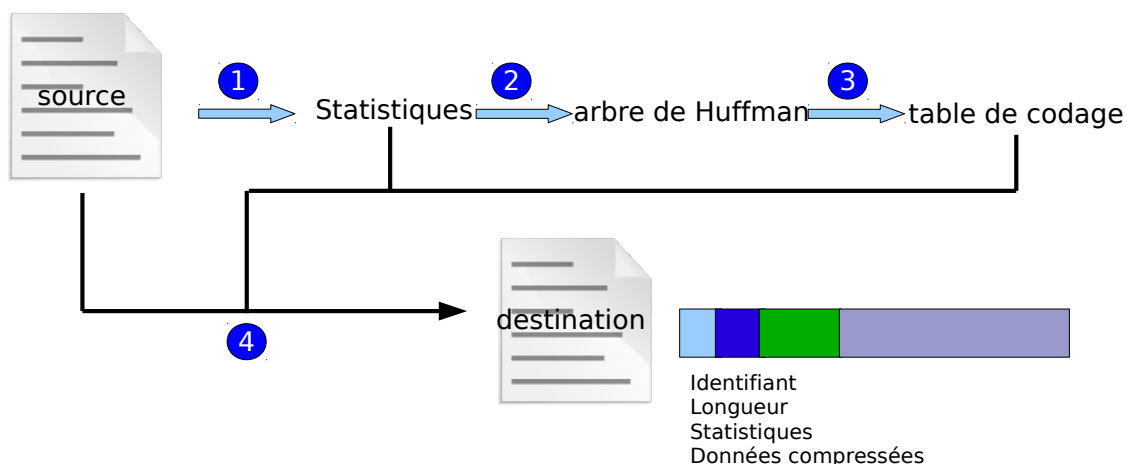 1
2
3
source
Statistiques
arbre de Huffman
table de codage
destination
4
Identifiant
Longueur
Statistiques
Données compressées